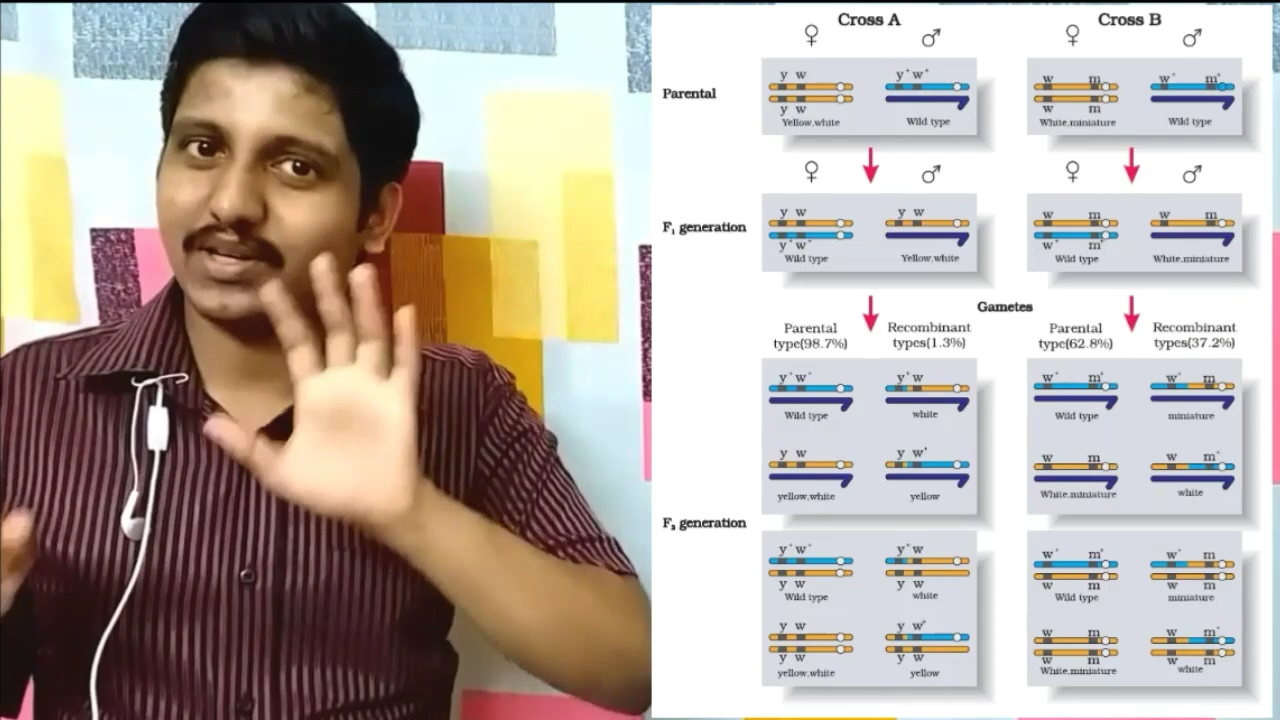 Cross A
Cross B
♀ ♂ ♀ ♂
Parental
y w
y⁺ w⁺
w m
w⁺ m⁺
y w
w m
Yellow,white
Wild type
White,miniature
Wild type
♀ ♂ ♀ ♂
F₁ generation
y w
y w
w m
w m
y⁺ w⁺
w⁺ m⁺
Wild type
Yellow,white
Wild type
White,miniature
Gametes
Parental
type(98.7%)
Recombinant
types(1.3%)
Parental
type(62.8%)
Recombinant
types(37.2%)
y⁺ w⁺
y⁺ w
w⁺ m⁺
w⁺ m
Wild type
white
Wild type
miniature
y w
y w⁺
w m
w m⁺
yellow,white
yellow
White,miniature
white
F₂ generation
y⁺ w⁺
y⁺ w
w⁺ m⁺
w⁺ m
y w
y w
w m
w m
Wild type
white
Wild type
miniature
y w
y w⁺
w m
w m⁺
y w
y w
w m
w m
yellow,white
yellow
White,miniature
white